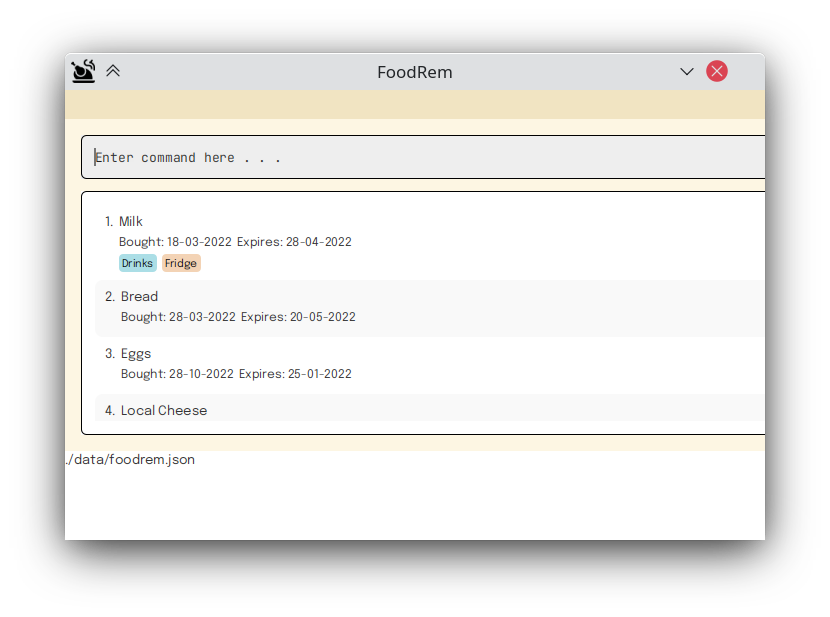 FoodRem
Enter command here . . .
1. Milk
Bought: 18-03-2022 Expires: 28-04-2022
Drinks Fridge
2. Bread
Bought: 28-03-2022 Expires: 20-05-2022
3. Eggs
Bought: 28-10-2022 Expires: 25-01-2022
4. Local Cheese
./data/foodrem.json